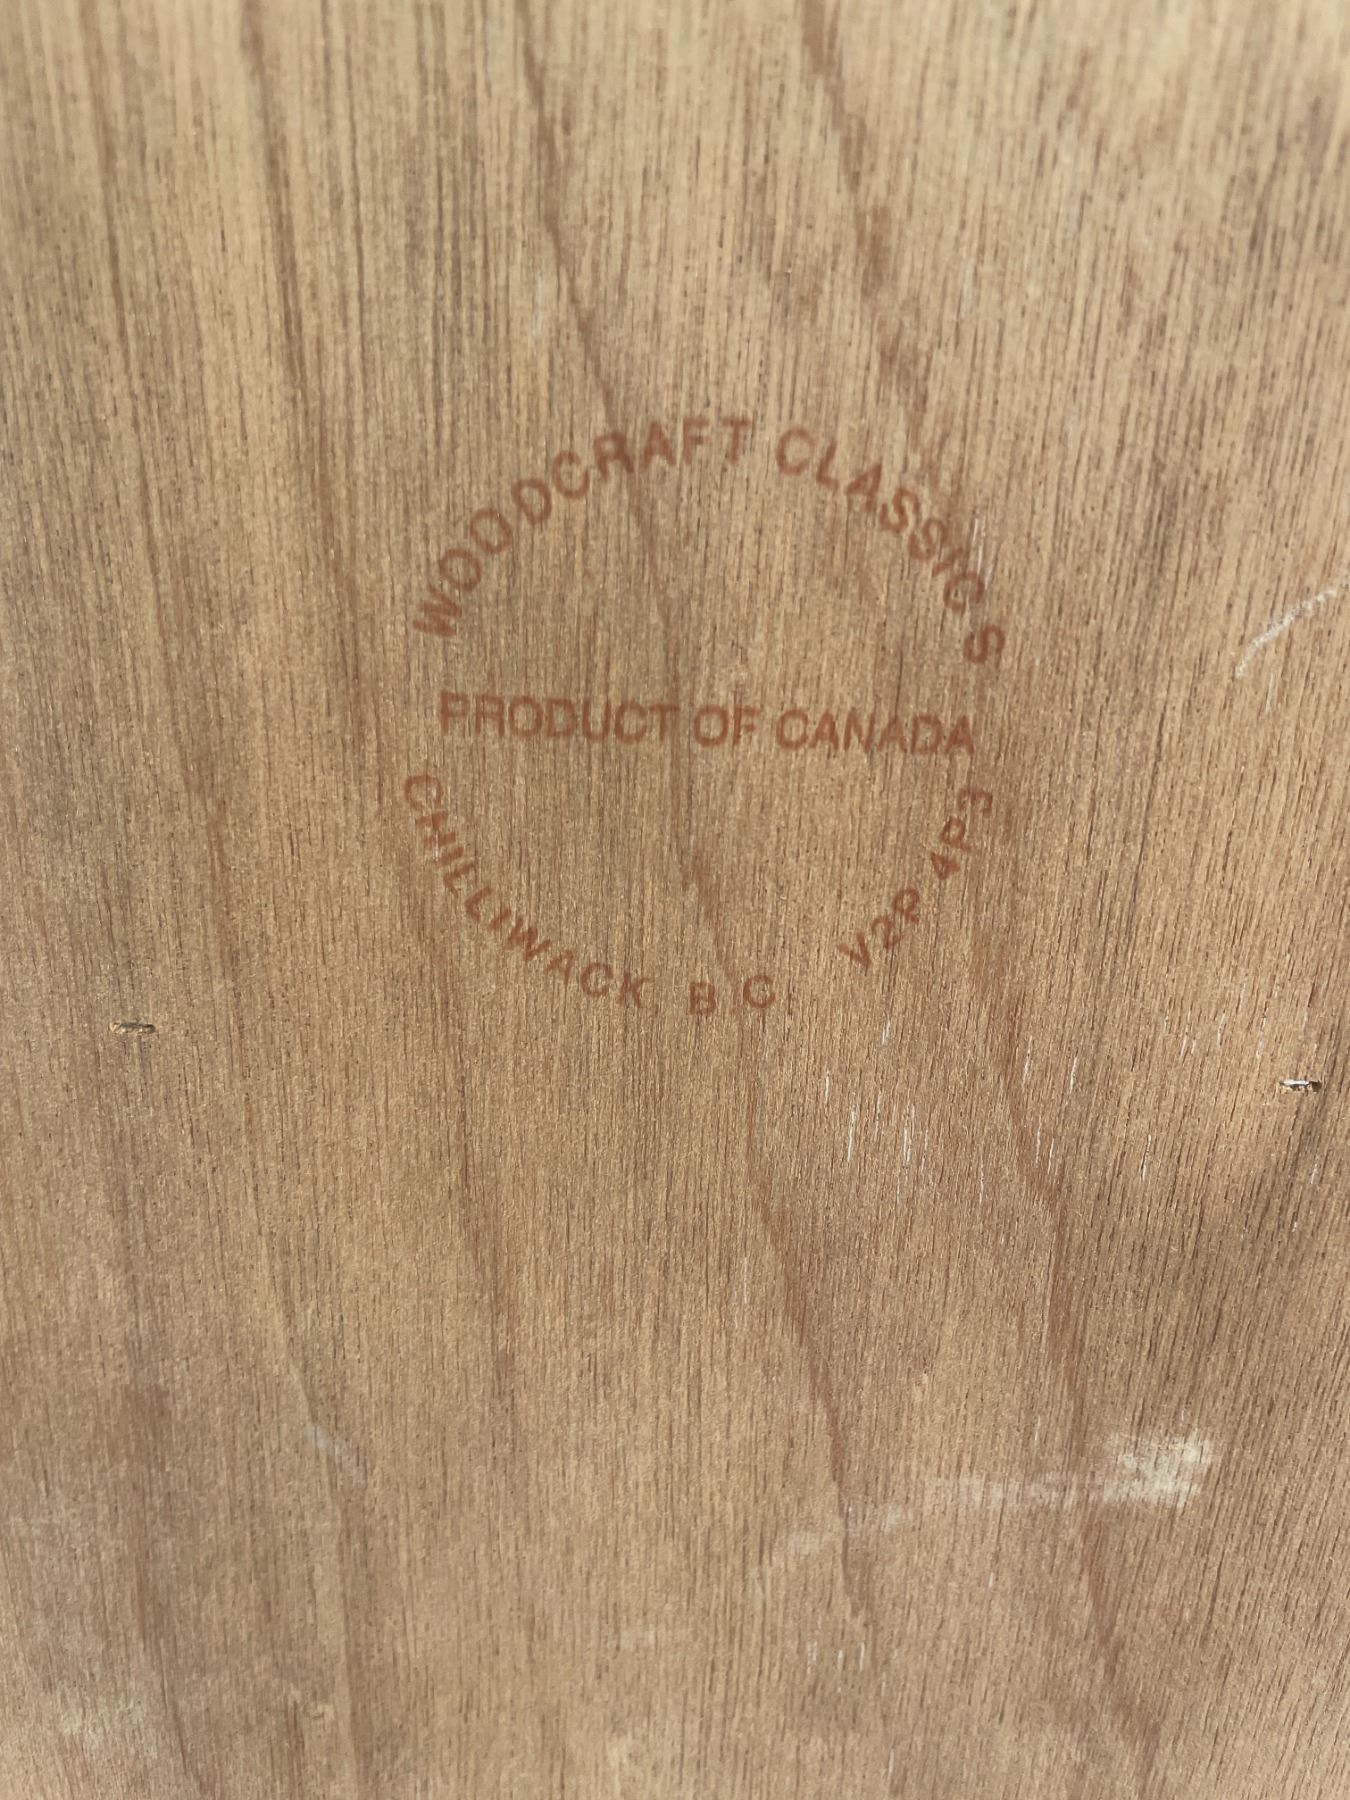 WOODCRAFT CLASSICS
PRODUCT OF CANADA
CHILLIWACK, B.C. V2P 4P3